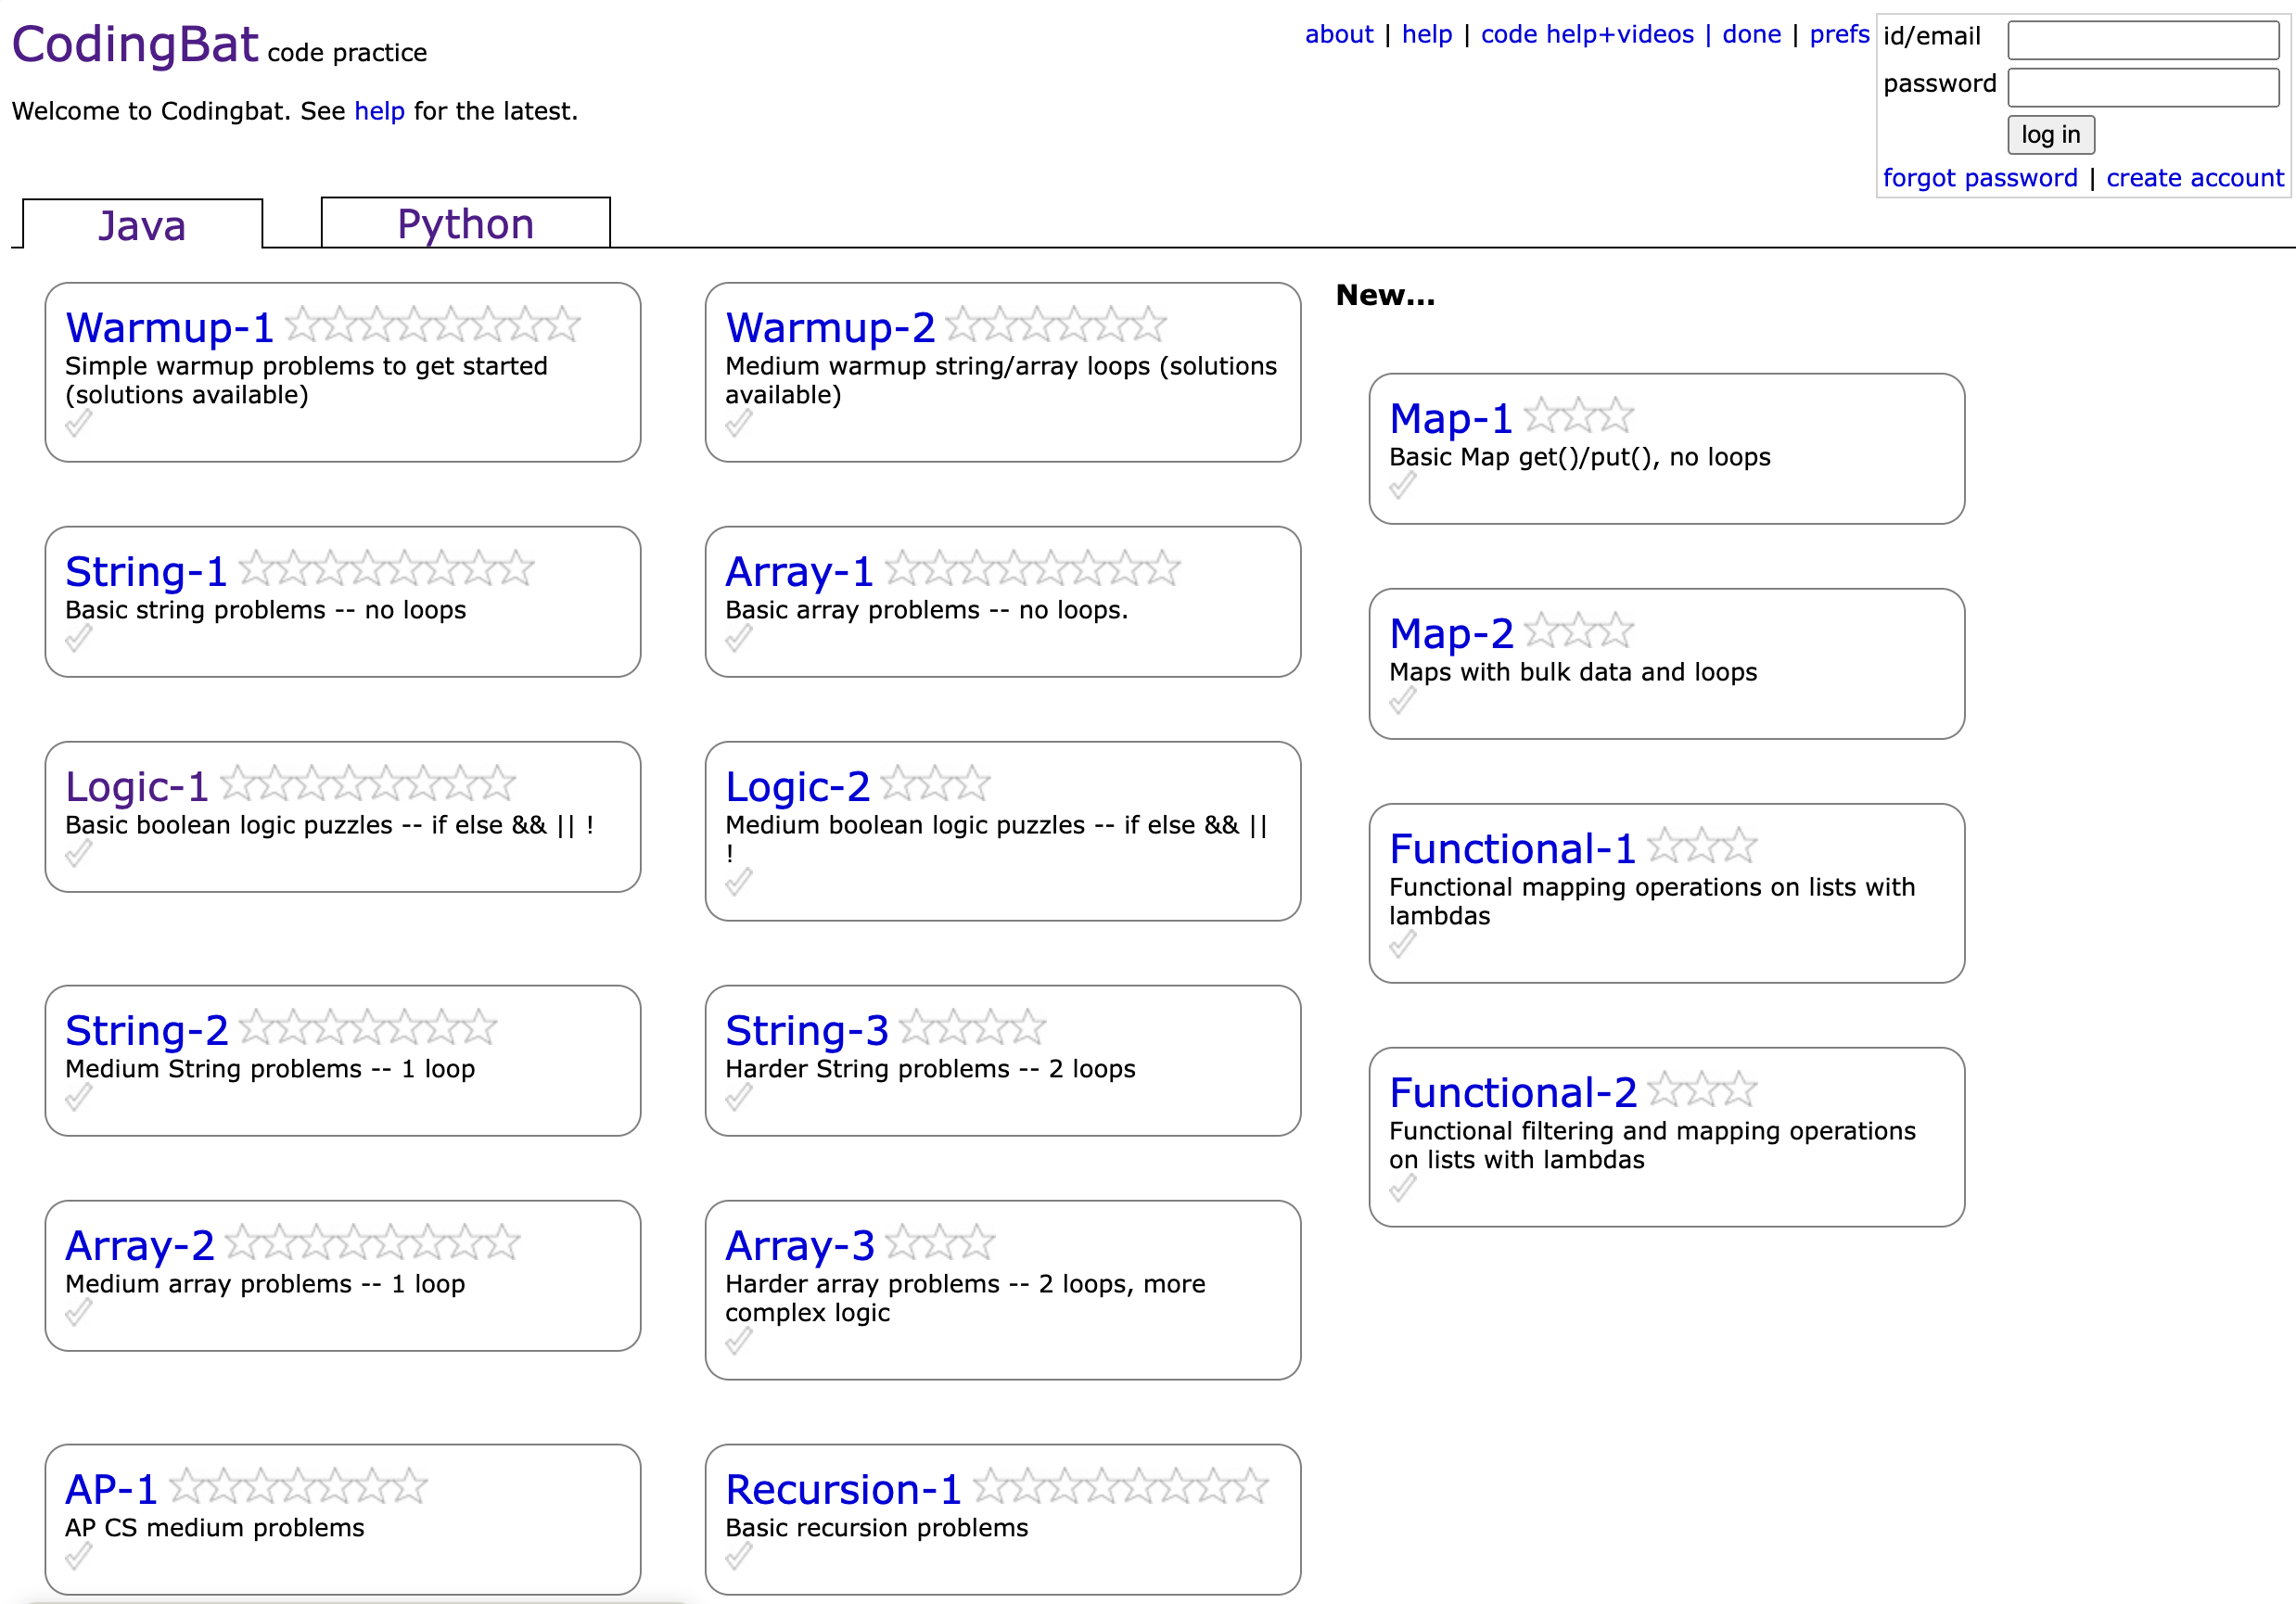 CodingBat code practice
about | help | code help+videos | done | prefs
id/email
password
log in
forgot password | create account
Welcome to Codingbat. See help for the latest.
Java
Python
Warmup-1
Simple warmup problems to get started
(solutions available)
Warmup-2
Medium warmup string/array loops (solutions
available)
String-1
Basic string problems -- no loops
Array-1
Basic array problems -- no loops.
Logic-1
Basic boolean logic puzzles -- if else && || !
Logic-2
Medium boolean logic puzzles -- if else && ||
!
String-2
Medium String problems -- 1 loop
String-3
Harder String problems -- 2 loops
Array-2
Medium array problems -- 1 loop
Array-3
Harder array problems -- 2 loops, more
complex logic
AP-1
AP CS medium problems
Recursion-1
Basic recursion problems
New...
Map-1
Basic Map get()/put(), no loops
Map-2
Maps with bulk data and loops
Functional-1
Functional mapping operations on lists with
lambdas
Functional-2
Functional filtering and mapping operations
on lists with lambdas